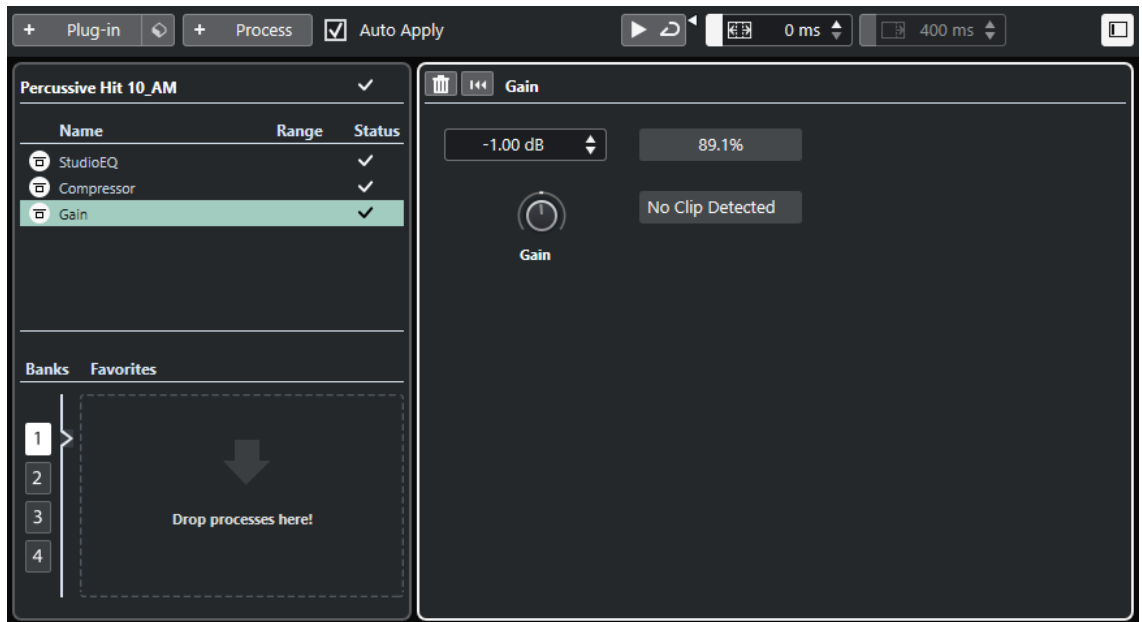 + Plug-in + Process Auto Apply 0 ms 400 ms
Percussive Hit 10_AM
Name Range Status
StudioEQ
Compressor
Gain
Banks Favorites
1
2
3
4
Drop processes here!
Gain
-1.00 dB 89.1%
No Clip Detected
Gain